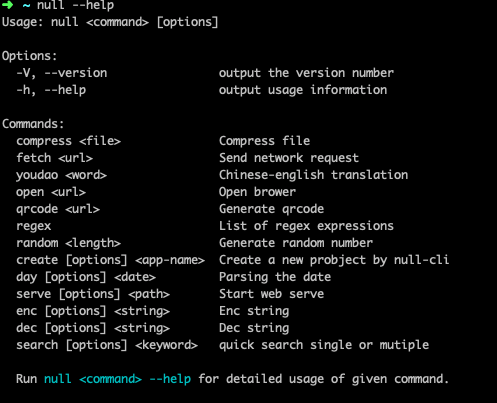 ➜ ~ null --help
Usage: null <command> [options]

Options:
  -V, --version                  output the version number
  -h, --help                     output usage information

Commands:
  compress <file>                Compress file
  fetch <url>                    Send network request
  youdao <word>                  Chinese-english translation
  open <url>                     Open brower
  qrcode <url>                   Generate qrcode
  regex                          List of regex expressions
  random <length>                Generate random number
  create [options] <app-name>    Create a new probject by null-cli
  day [options] <date>           Parsing the date
  serve [options] <path>         Start web serve
  enc [options] <string>         Enc string
  dec [options] <string>         Dec string
  search [options] <keyword>     quick search single or mutiple

  Run null <command> --help for detailed usage of given command.